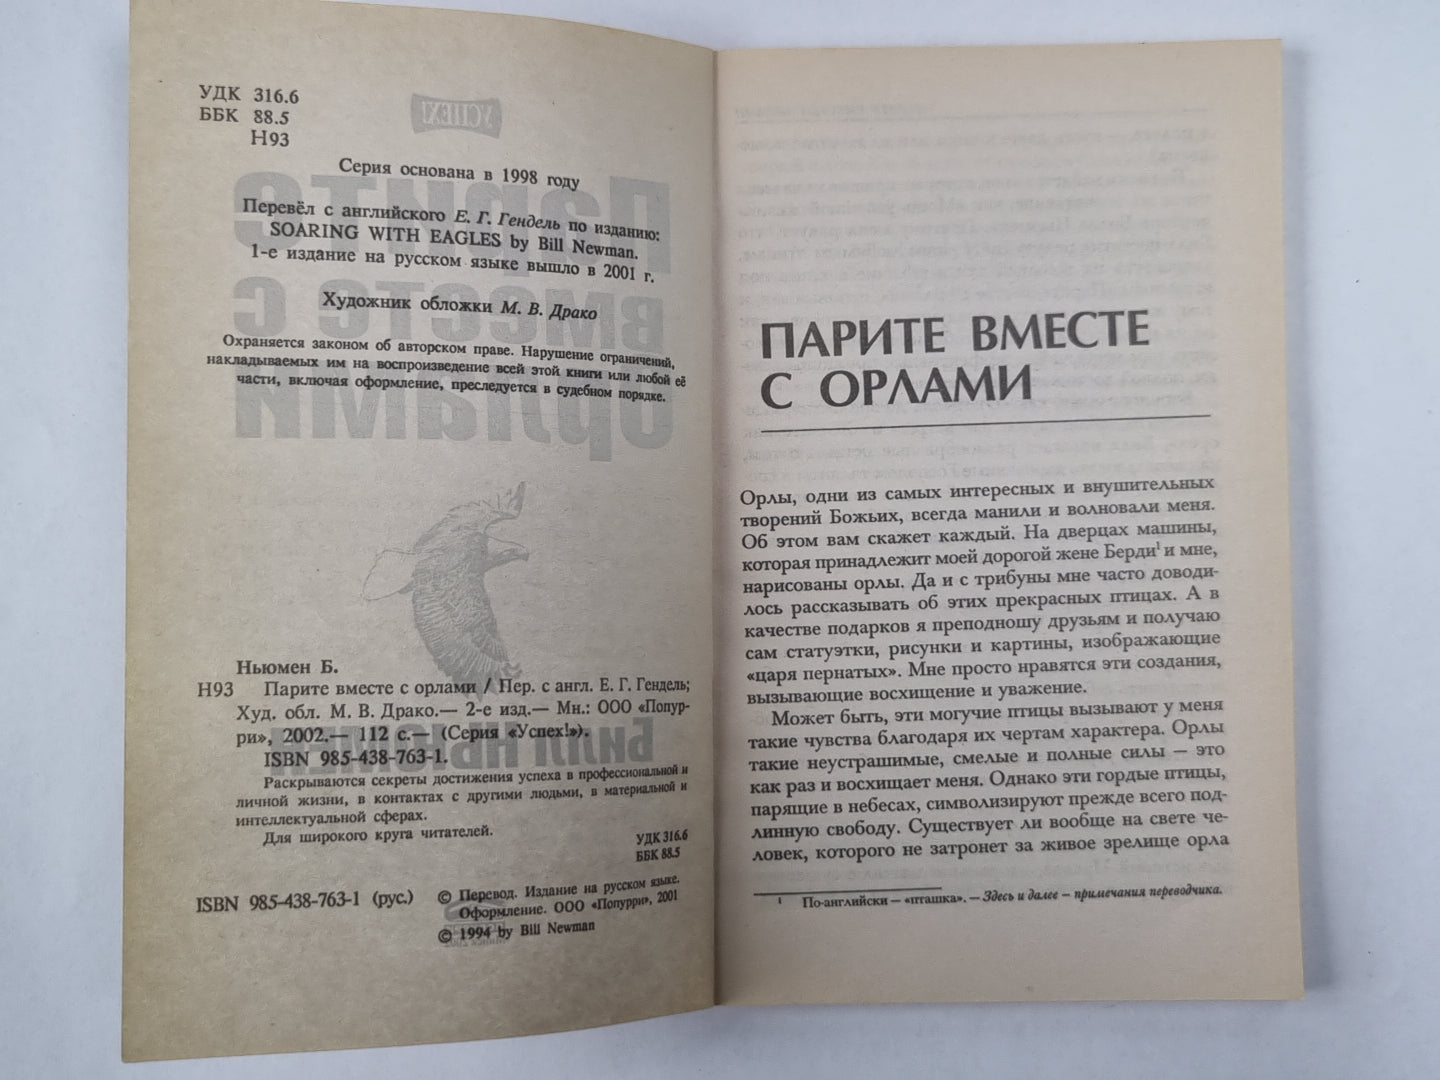 УДК 316.6
ББК 88.5
Н93
Серия основана в 1998 году
Перевёл с английского Е. Г. Гендель по изданию:
SOARING WITH EAGLES by Bill Newman.
1-е издание на русском языке вышло в 2001 г.
Художник обложки М. В. Драко
Охраняется законом об авторском праве. Нарушение ограничений,
накладываемых им на воспроизведение всей этой книги или любой её
части, включая оформление, преследуется в судебном порядке.
Ньюмен Б.
Н93 Парите вместе с орлами / Пер. с англ. Е. Г. Гендель;
Худ. обл. М. В. Драко.— 2-е изд.— Мн.: ООО «Попур-
ри», 2002.— 112 с.— (Серия «Успех!»).
ISBN 985-438-763-1.
Раскрываются секреты достижения успеха в профессиональной и
личной жизни, в контактах с другими людьми, в материальной и
интеллектуальной сферах.
Для широкого круга читателей.
УДК 316.6
ББК 88.5
ISBN 985-438-763-1 (рус.)
© Перевод. Издание на русском языке.
Оформление. ООО «Попурри», 2001
© 1994 by Bill Newman
ПАРИТЕ ВМЕСТЕ
С ОРЛАМИ
Орлы, одни из самых интересных и внушительных
творений Божьих, всегда манили и волновали меня.
Об этом вам скажет каждый. На дверцах машины,
которая принадлежит моей дорогой жене Берди¹ и мне,
нарисованы орлы. Да и с трибуны мне часто доводи-
лось рассказывать об этих прекрасных птицах. А в
качестве подарков я преподношу друзьям и получаю
сам статуэтки, рисунки и картины, изображающие
«царя пернатых». Мне просто нравятся эти создания,
вызывающие восхищение и уважение.
Может быть, эти могучие птицы вызывают у меня
такие чувства благодаря их чертам характера. Орлы
такие неустрашимые, смелые и полные силы — это
как раз и восхищает меня. Однако эти гордые птицы,
парящие в небесах, символизируют прежде всего под-
линную свободу. Существует ли вообще на свете че-
ловек, которого не затронет за живое зрелище орла
¹ По-английски — «пташка». — Здесь и далее — примечания переводчика.